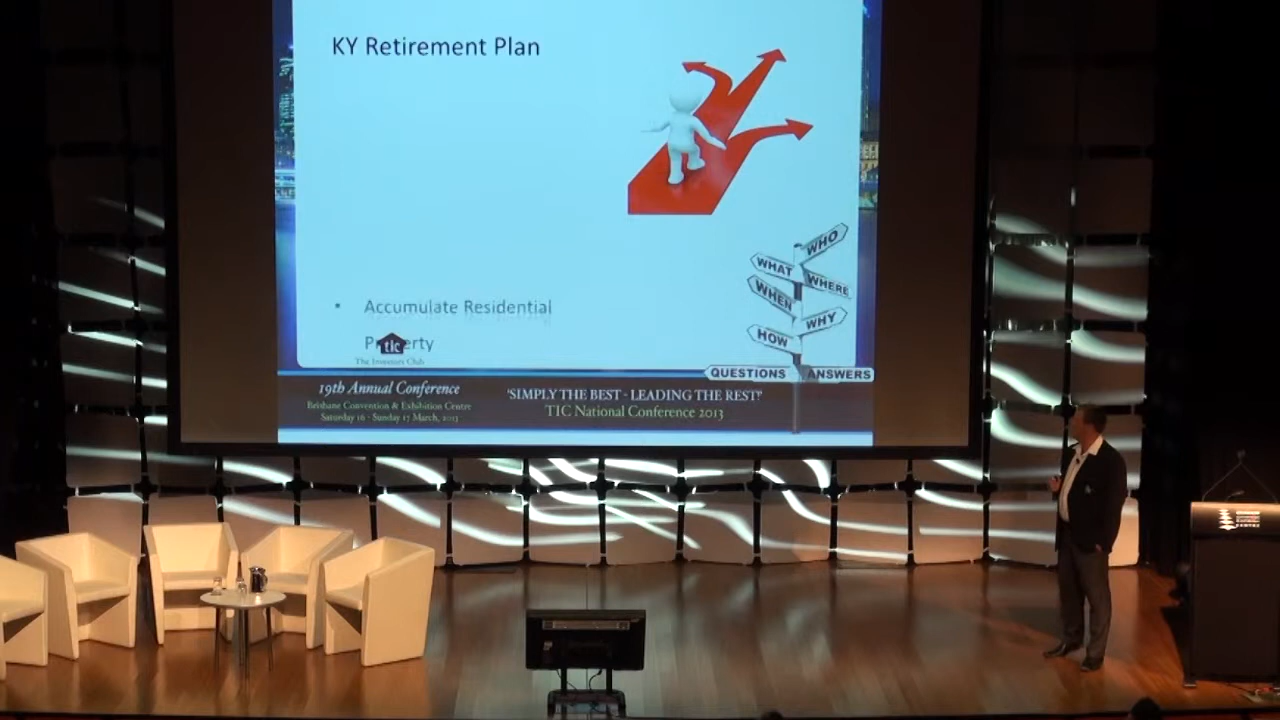 KY Retirement Plan
WHO
WHAT
WHERE
WHEN
WHY
HOW
QUESTIONS ANSWERS
Accumulate Residential
tic
The Investors Club
19th Annual Conference
Brisbane Convention & Exhibition Centre
Saturday 16 - Sunday 17 March, 2013
'SIMPLY THE BEST - LEADING THE REST!'
TIC National Conference 2013